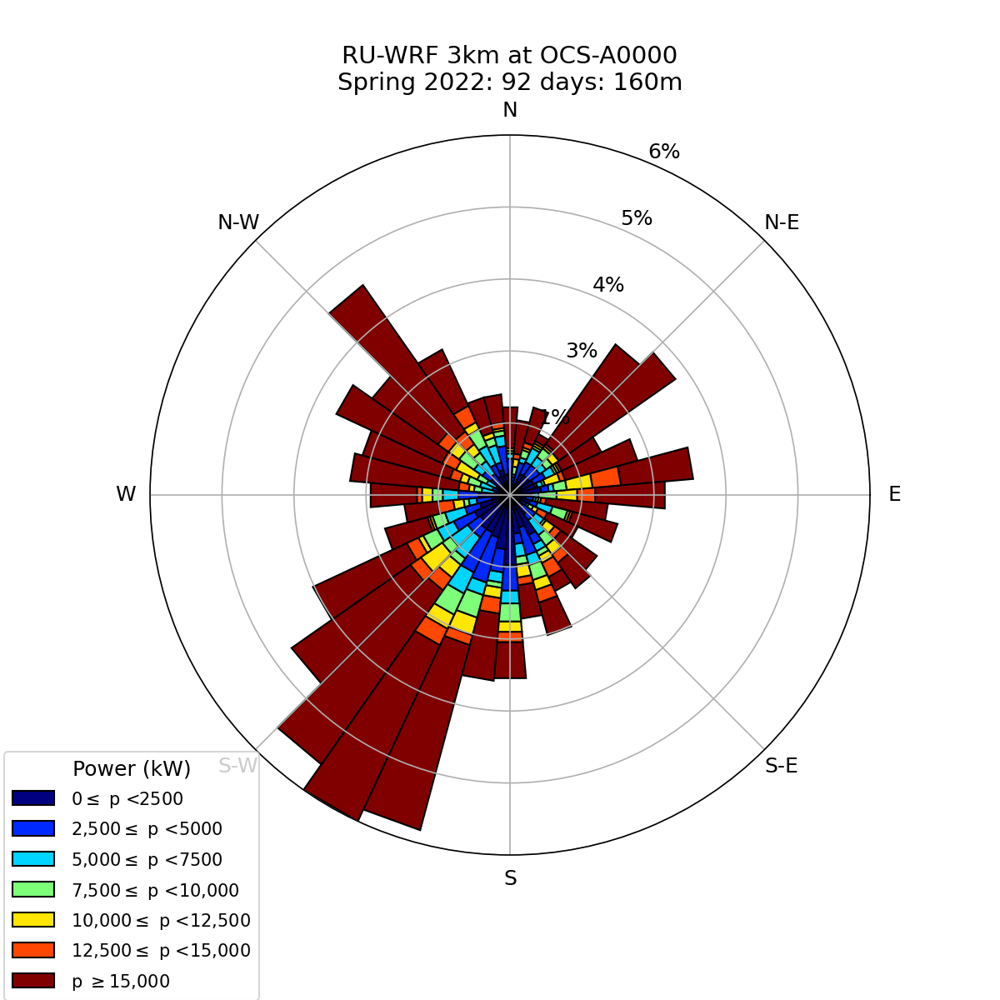 RU-WRF 3km at OCS-A0000
Spring 2022: 92 days: 160m
N
6%
N-W
N-E
5%
4%
3%
1%
W
E
S-W
S-E
S
Power (kW)
0≤ p <2500
2,500≤ p <5000
5,000≤ p <7500
7,500≤ p <10,000
10,000≤ p <12,500
12,500≤ p <15,000
p ≥15,000